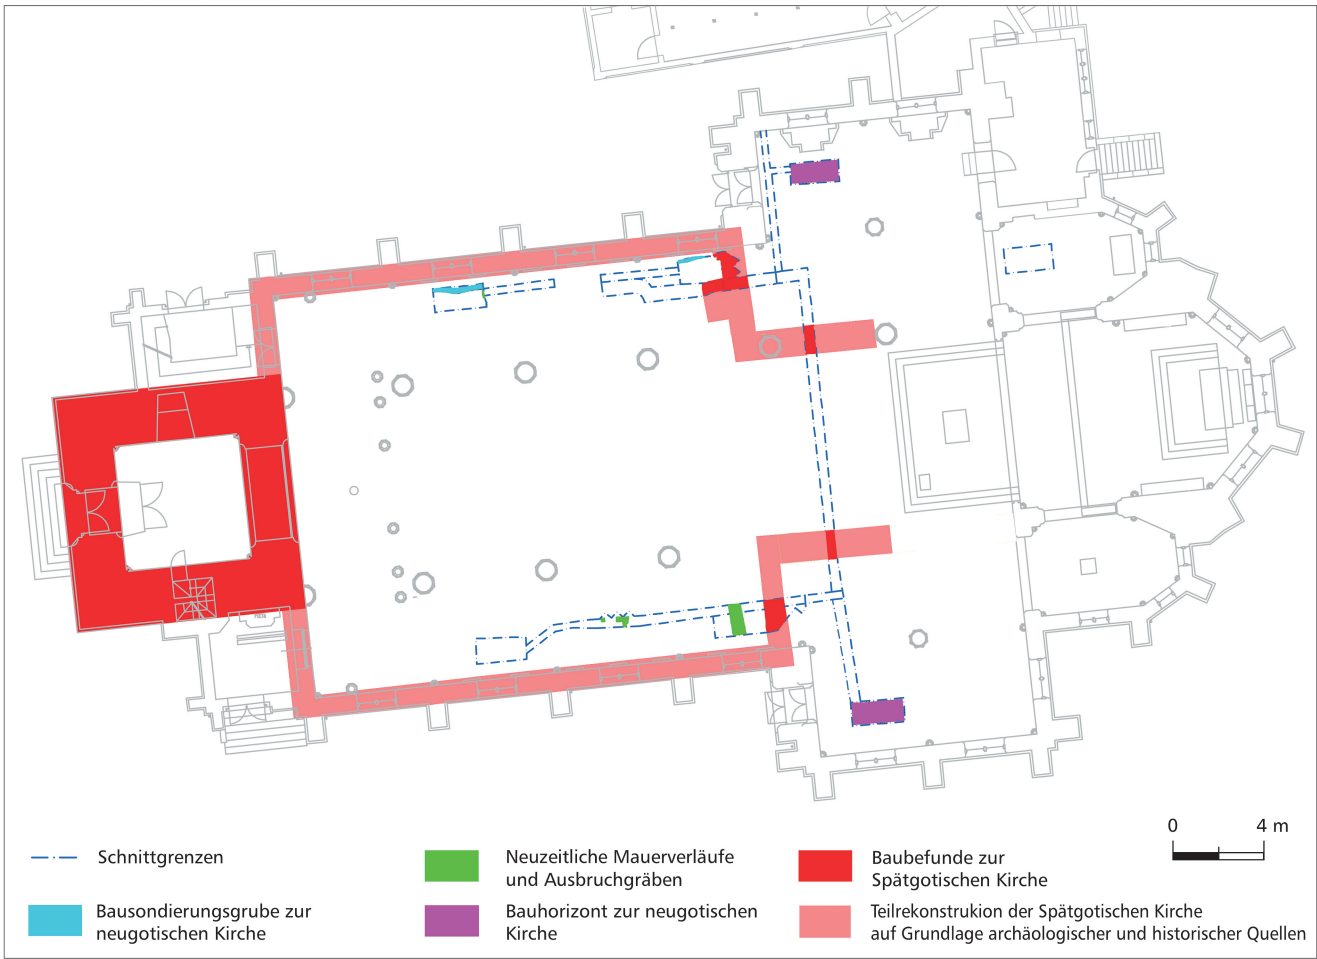 0 4 m
Schnittgrenzen
Neuzeitliche Mauerverläufe
und Ausbruchgräben
Baubefunde zur
Spätgotischen Kirche
Bausondierungsgrube zur
neugotischen Kirche
Bauhorizont zur neugotischen
Kirche
Teilrekonstrukion der Spätgotischen Kirche
auf Grundlage archäologischer und historischer Quellen